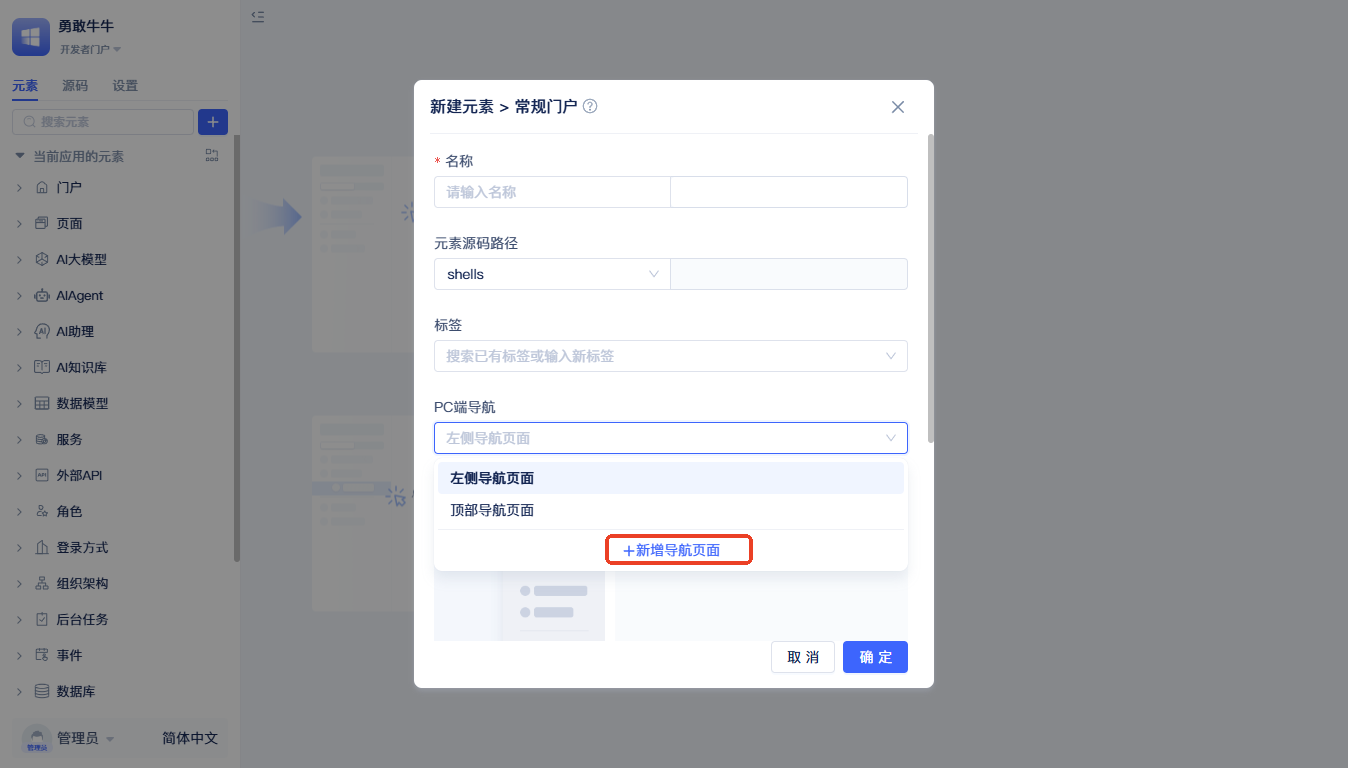 勇敢牛牛
开发者门户
元素 源码 设置
搜索元素
当前应用的元素
门户
页面
AI大模型
AIAgent
AI助理
AI知识库
数据模型
服务
外部API
角色
登录方式
组织架构
后台任务
事件
数据库
管理员
管理员 简体中文
新建元素 > 常规门户
* 名称
请输入名称
元素源码路径
shells
标签
搜索已有标签或输入新标签
PC端导航
左侧导航页面
左侧导航页面
顶部导航页面
+新增导航页面
取 消 确 定